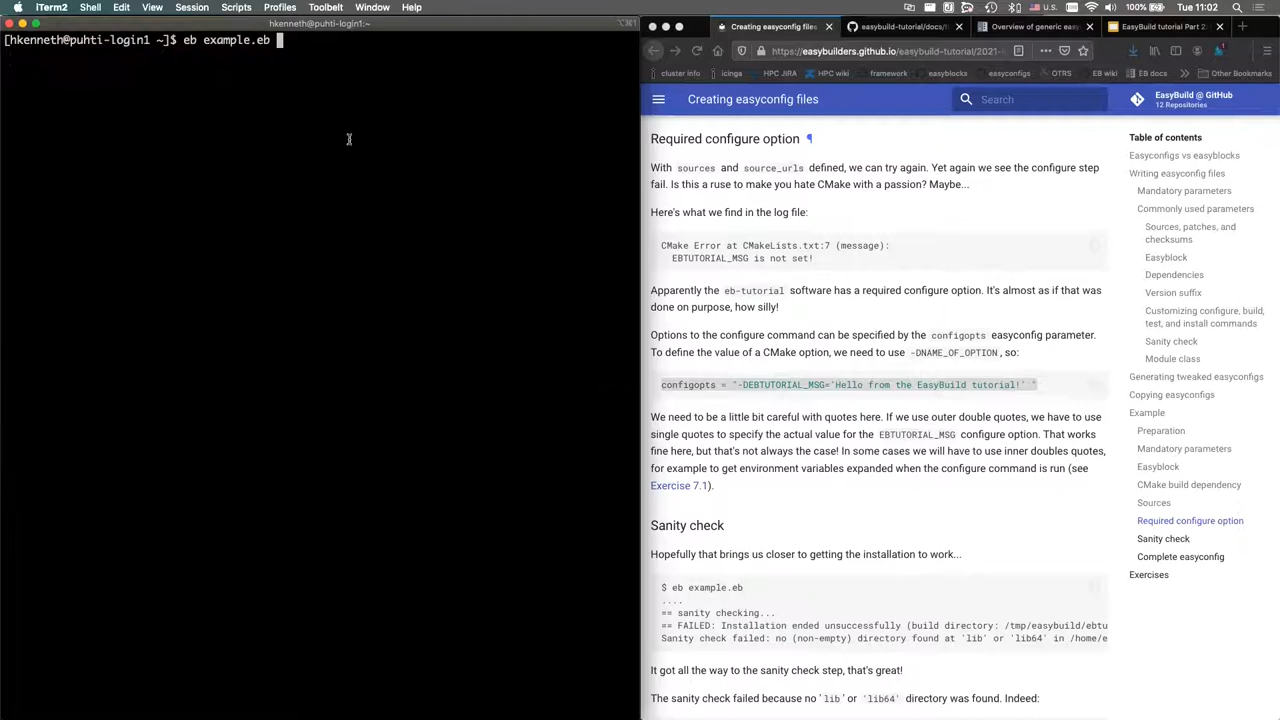 iTerm2 Shell Edit View Session Scripts Profiles Toolbelt Window Help
100% Tue 11:02
hkenneth@puhti-login1:~
⌥⌘1
[hkenneth@puhti-login1 ~]$ eb example.eb
Creating easyconfig files
easybuild-tutorial/docs/
Overview of generic eas
EasyBuild tutorial Part 2:
https://easybuilders.github.io/easybuild-tutorial/2021-
cluster info icinga HPC JIRA HPC wiki framework easyblocks easyconfigs OTRS EB wiki EB docs Other Bookmarks
Creating easyconfig files
Search
EasyBuild @ GitHub
12 Repositories
Required configure option ¶
With sources and source_urls defined, we can try again. Yet again we see the configure step
fail. Is this a ruse to make you hate CMake with a passion? Maybe...
Here's what we find in the log file:
CMake Error at CMakeLists.txt:7 (message):
EBTUTORIAL_MSG is not set!
Apparently the eb-tutorial software has a required configure option. It's almost as if that was
done on purpose, how silly!
Options to the configure command can be specified by the configopts easyconfig parameter.
To define the value of a CMake option, we need to use -DNAME_OF_OPTION, so:
configopts = "-DEBTUTORIAL_MSG='Hello from the EasyBuild tutorial!' "
We need to be a little bit careful with quotes here. If we use outer double quotes, we have to use
single quotes to specify the actual value for the EBTUTORIAL_MSG configure option. That works
fine here, but that's not always the case! In some cases we will have to use inner doubles quotes,
for example to get environment variables expanded when the configure command is run (see
Exercise 7.1).
Sanity check
Hopefully that brings us closer to getting the installation to work...
$ eb example.eb
....
== sanity checking...
== FAILED: Installation ended unsuccessfully (build directory: /tmp/easybuild/ebtu
Sanity check failed: no (non-empty) directory found at 'lib' or 'lib64' in /home/e
It got all the way to the sanity check step, that's great!
The sanity check failed because no 'lib' or 'lib64' directory was found. Indeed:
Table of contents
Easyconfigs vs easyblocks
Writing easyconfig files
Mandatory parameters
Commonly used parameters
Sources, patches, and
checksums
Easyblock
Dependencies
Version suffix
Customizing configure, build,
test, and install commands
Sanity check
Module class
Generating tweaked easyconfigs
Copying easyconfigs
Example
Preparation
Mandatory parameters
Easyblock
CMake build dependency
Sources
Required configure option
Sanity check
Complete easyconfig
Exercises